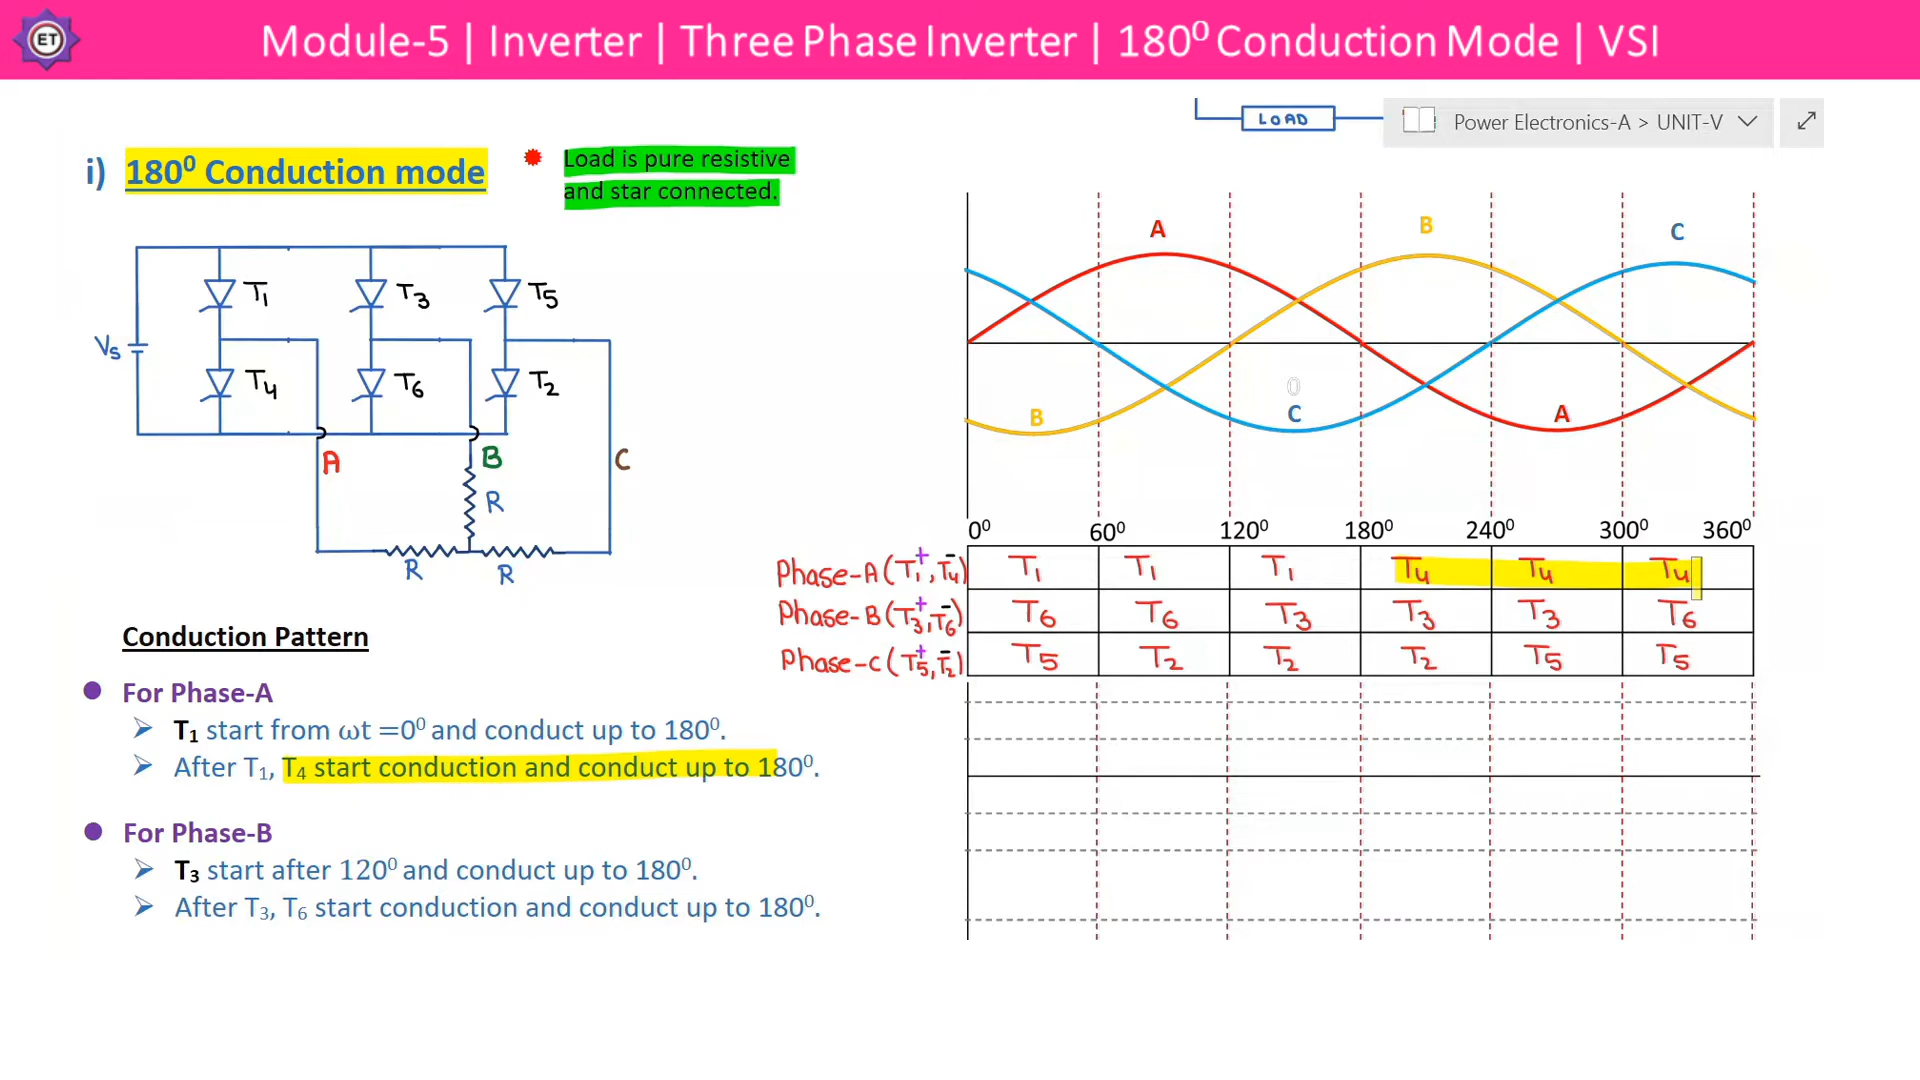 ET
Module-5 | Inverter | Three Phase Inverter | 180⁰ Conduction Mode | VSI
LOAD
Power Electronics-A > UNIT-V
i) 180⁰ Conduction mode
Load is pure resistive
and star connected.
A B C
T₁ T₃ T₅
Vₛ
T₄ T₆ T₂
0
B C A
A B C
R
R R
0⁰ 60⁰ 120⁰ 180⁰ 240⁰ 300⁰ 360⁰
Phase-A (T₁⁺, T₄⁻) T₁ T₁ T₁ T₄ T₄ T₄
Phase-B (T₃⁺, T₆⁻) T₆ T₆ T₃ T₃ T₃ T₆
Phase-c (T₅⁺, T₂⁻) T₅ T₂ T₂ T₂ T₅ T₅
Conduction Pattern
For Phase-A
T₁ start from ωt =0⁰ and conduct up to 180⁰.
After T₁, T₄ start conduction and conduct up to 180⁰.
For Phase-B
T₃ start after 120⁰ and conduct up to 180⁰.
After T₃, T₆ start conduction and conduct up to 180⁰.